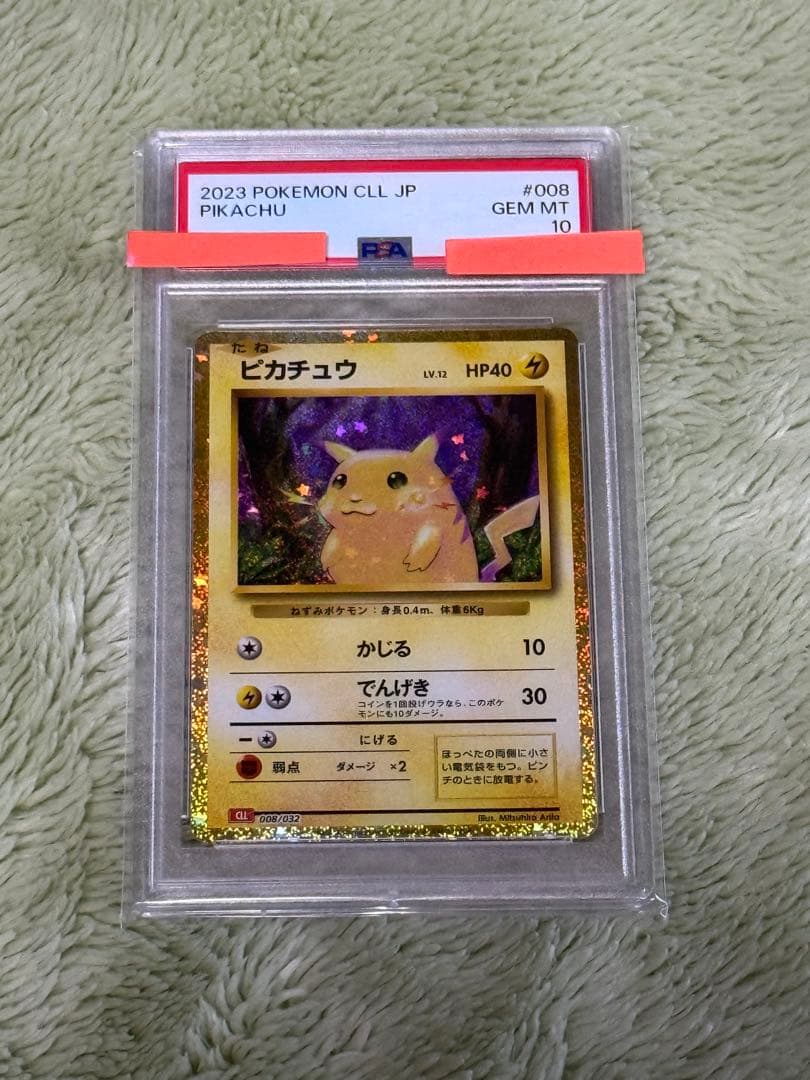 2023 POKEMON CLL JP #008
PIKACHU GEM MT
10
PSA
たね
ピカチュウ LV.12 HP40
ねずみポケモン：身長0.4m、体重6Kg
かじる 10
でんげき 30
コインを1回投げウラなら、このポケ
モンにも10ダメージ。
にげる
弱点 ダメージ ×2
ほっぺたの両側に小さ
い電気袋をもつ。ピン
チのときに放電する。
CLL 008/032
Illus. Mitsuhiro Arita